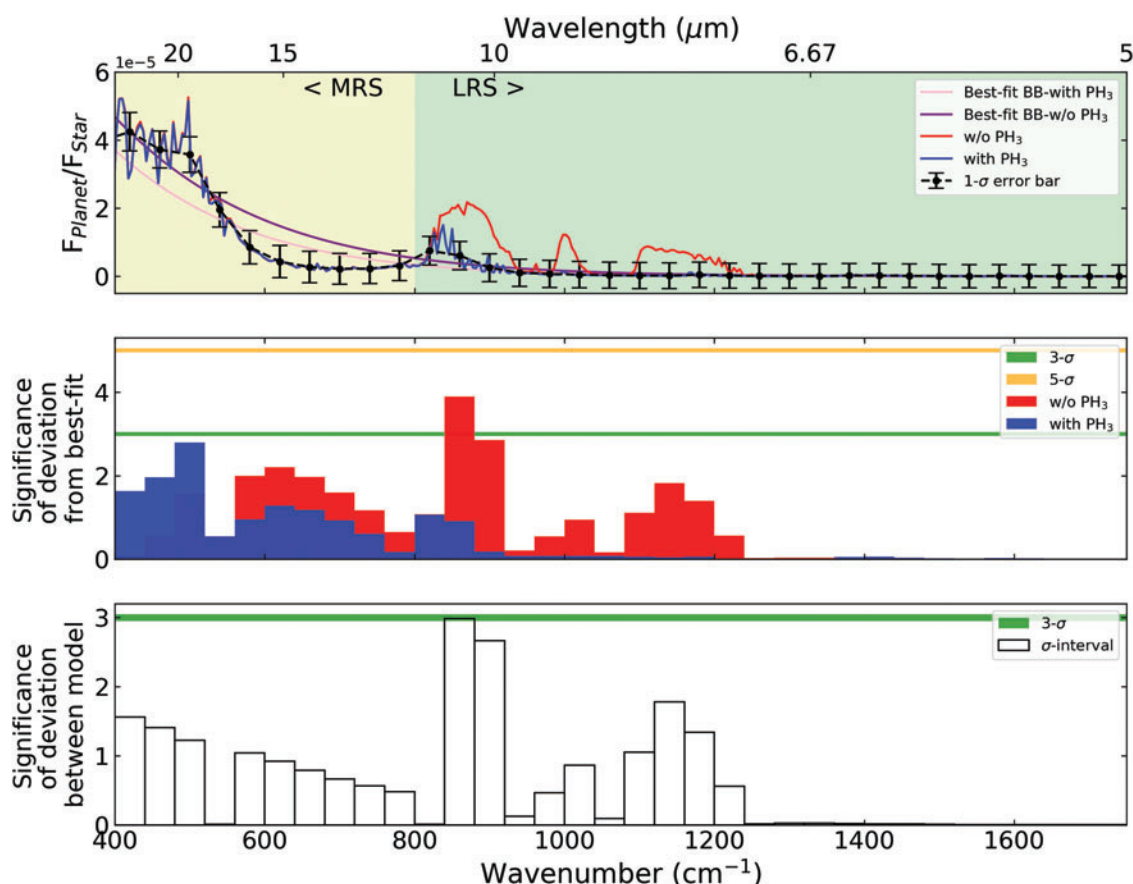 Wavelength (μm)
20 15 10 6.67 5
1e-5
< MRS LRS >
6
4
2
0
F_Planet/F_Star
Best-fit BB-with PH₃
Best-fit BB-w/o PH₃
w/o PH₃
with PH₃
1-σ error bar
4
2
0
Significance
of deviation
from best-fit
3-σ
5-σ
w/o PH₃
with PH₃
3
2
1
0
Significance
of deviation
between model
3-σ
σ-interval
400 600 800 1000 1200 1400 1600
Wavenumber (cm⁻¹)